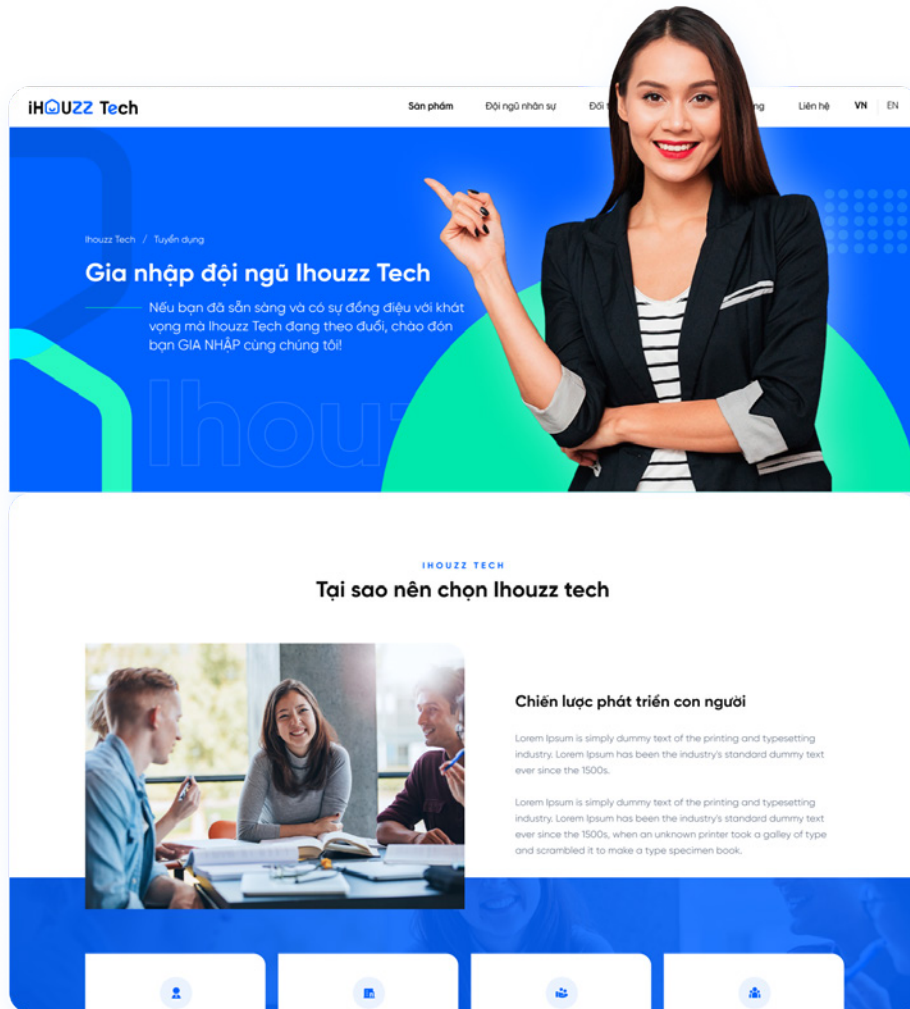 iHOUZZ Tech
Sản phẩm Đội ngũ nhân sự Liên hệ VN EN
Ihouzz Tech / Tuyển dụng
Gia nhập đội ngũ Ihouzz Tech
Nếu bạn đã sẵn sàng và có sự đồng điệu với khát
vọng mà Ihouzz Tech đang theo đuổi, chào đón
bạn GIA NHẬP cùng chúng tôi!
Ihouz
IHOUZZ TECH
Tại sao nên chọn Ihouzz tech
Chiến lược phát triển con người
Lorem Ipsum is simply dummy text of the printing and typesetting
industry. Lorem Ipsum has been the industry's standard dummy text
ever since the 1500s.
Lorem Ipsum is simply dummy text of the printing and typesetting
industry. Lorem Ipsum has been the industry's standard dummy text
ever since the 1500s, when an unknown printer took a galley of type
and scrambled it to make a type specimen book.